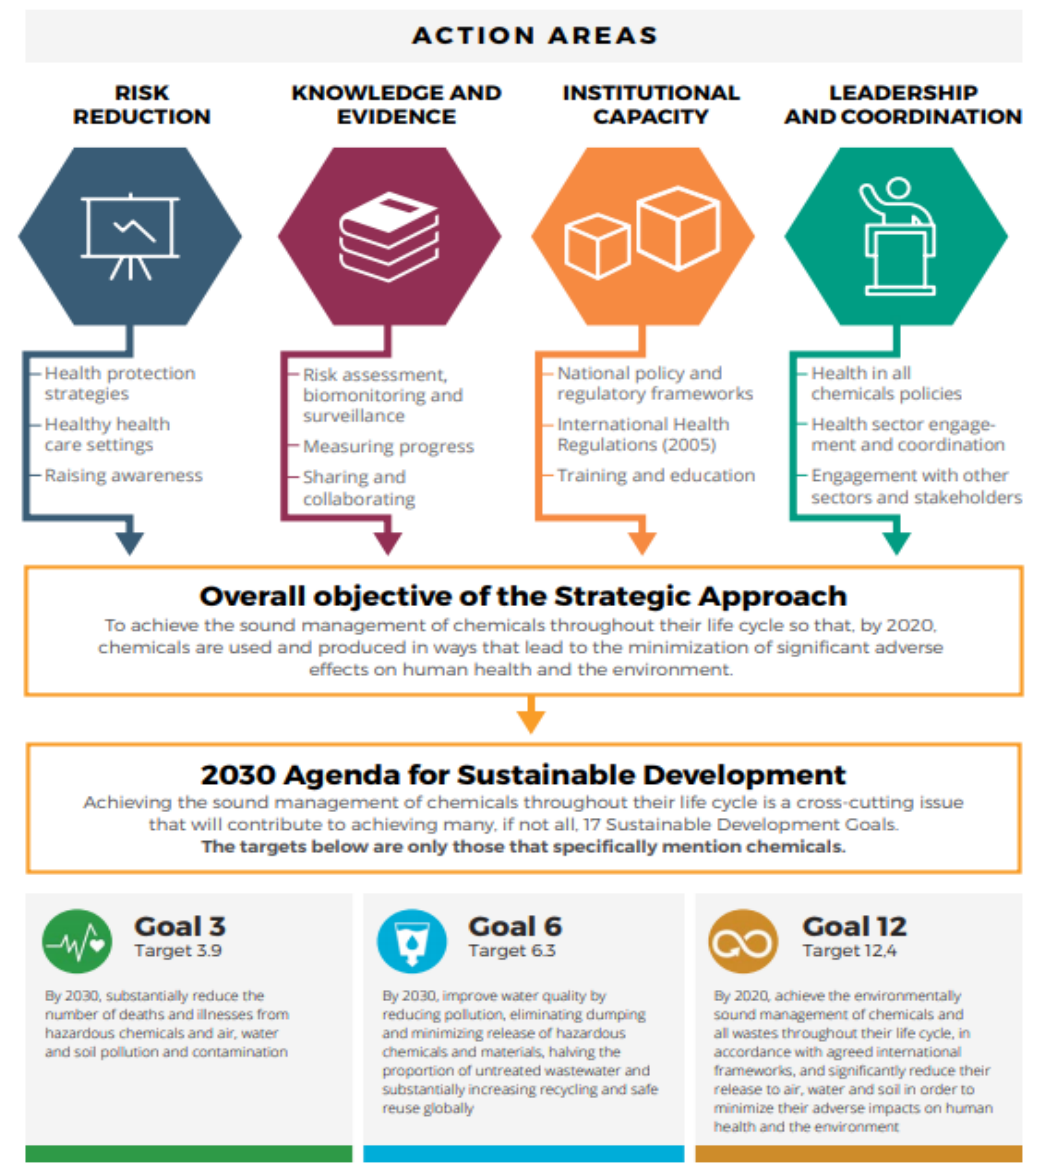 ACTION AREAS
RISK
REDUCTION
KNOWLEDGE AND
EVIDENCE
INSTITUTIONAL
CAPACITY
LEADERSHIP
AND COORDINATION
Health protection
strategies
Healthy health
care settings
Raising awareness
Risk assessment,
biomonitoring and
surveillance
Measuring progress
Sharing and
collaborating
National policy and
regulatory frameworks
International Health
Regulations (2005)
Training and education
Health in all
chemicals policies
Health sector engage-
ment and coordination
Engagement with other
sectors and stakeholders
Overall objective of the Strategic Approach
To achieve the sound management of chemicals throughout their life cycle so that, by 2020,
chemicals are used and produced in ways that lead to the minimization of significant adverse
effects on human health and the environment.
2030 Agenda for Sustainable Development
Achieving the sound management of chemicals throughout their life cycle is a cross-cutting issue
that will contribute to achieving many, if not all, 17 Sustainable Development Goals.
The targets below are only those that specifically mention chemicals.
Goal 3
Target 3.9
By 2030, substantially reduce the
number of deaths and illnesses from
hazardous chemicals and air, water
and soil pollution and contamination
Goal 6
Target 6.3
By 2030, improve water quality by
reducing pollution, eliminating dumping
and minimizing release of hazardous
chemicals and materials, halving the
proportion of untreated wastewater and
substantially increasing recycling and safe
reuse globally
Goal 12
Target 12,4
By 2020, achieve the environmentally
sound management of chemicals and
all wastes throughout their life cycle, in
accordance with agreed international
frameworks, and significantly reduce their
release to air, water and soil in order to
minimize their adverse impacts on human
health and the environment